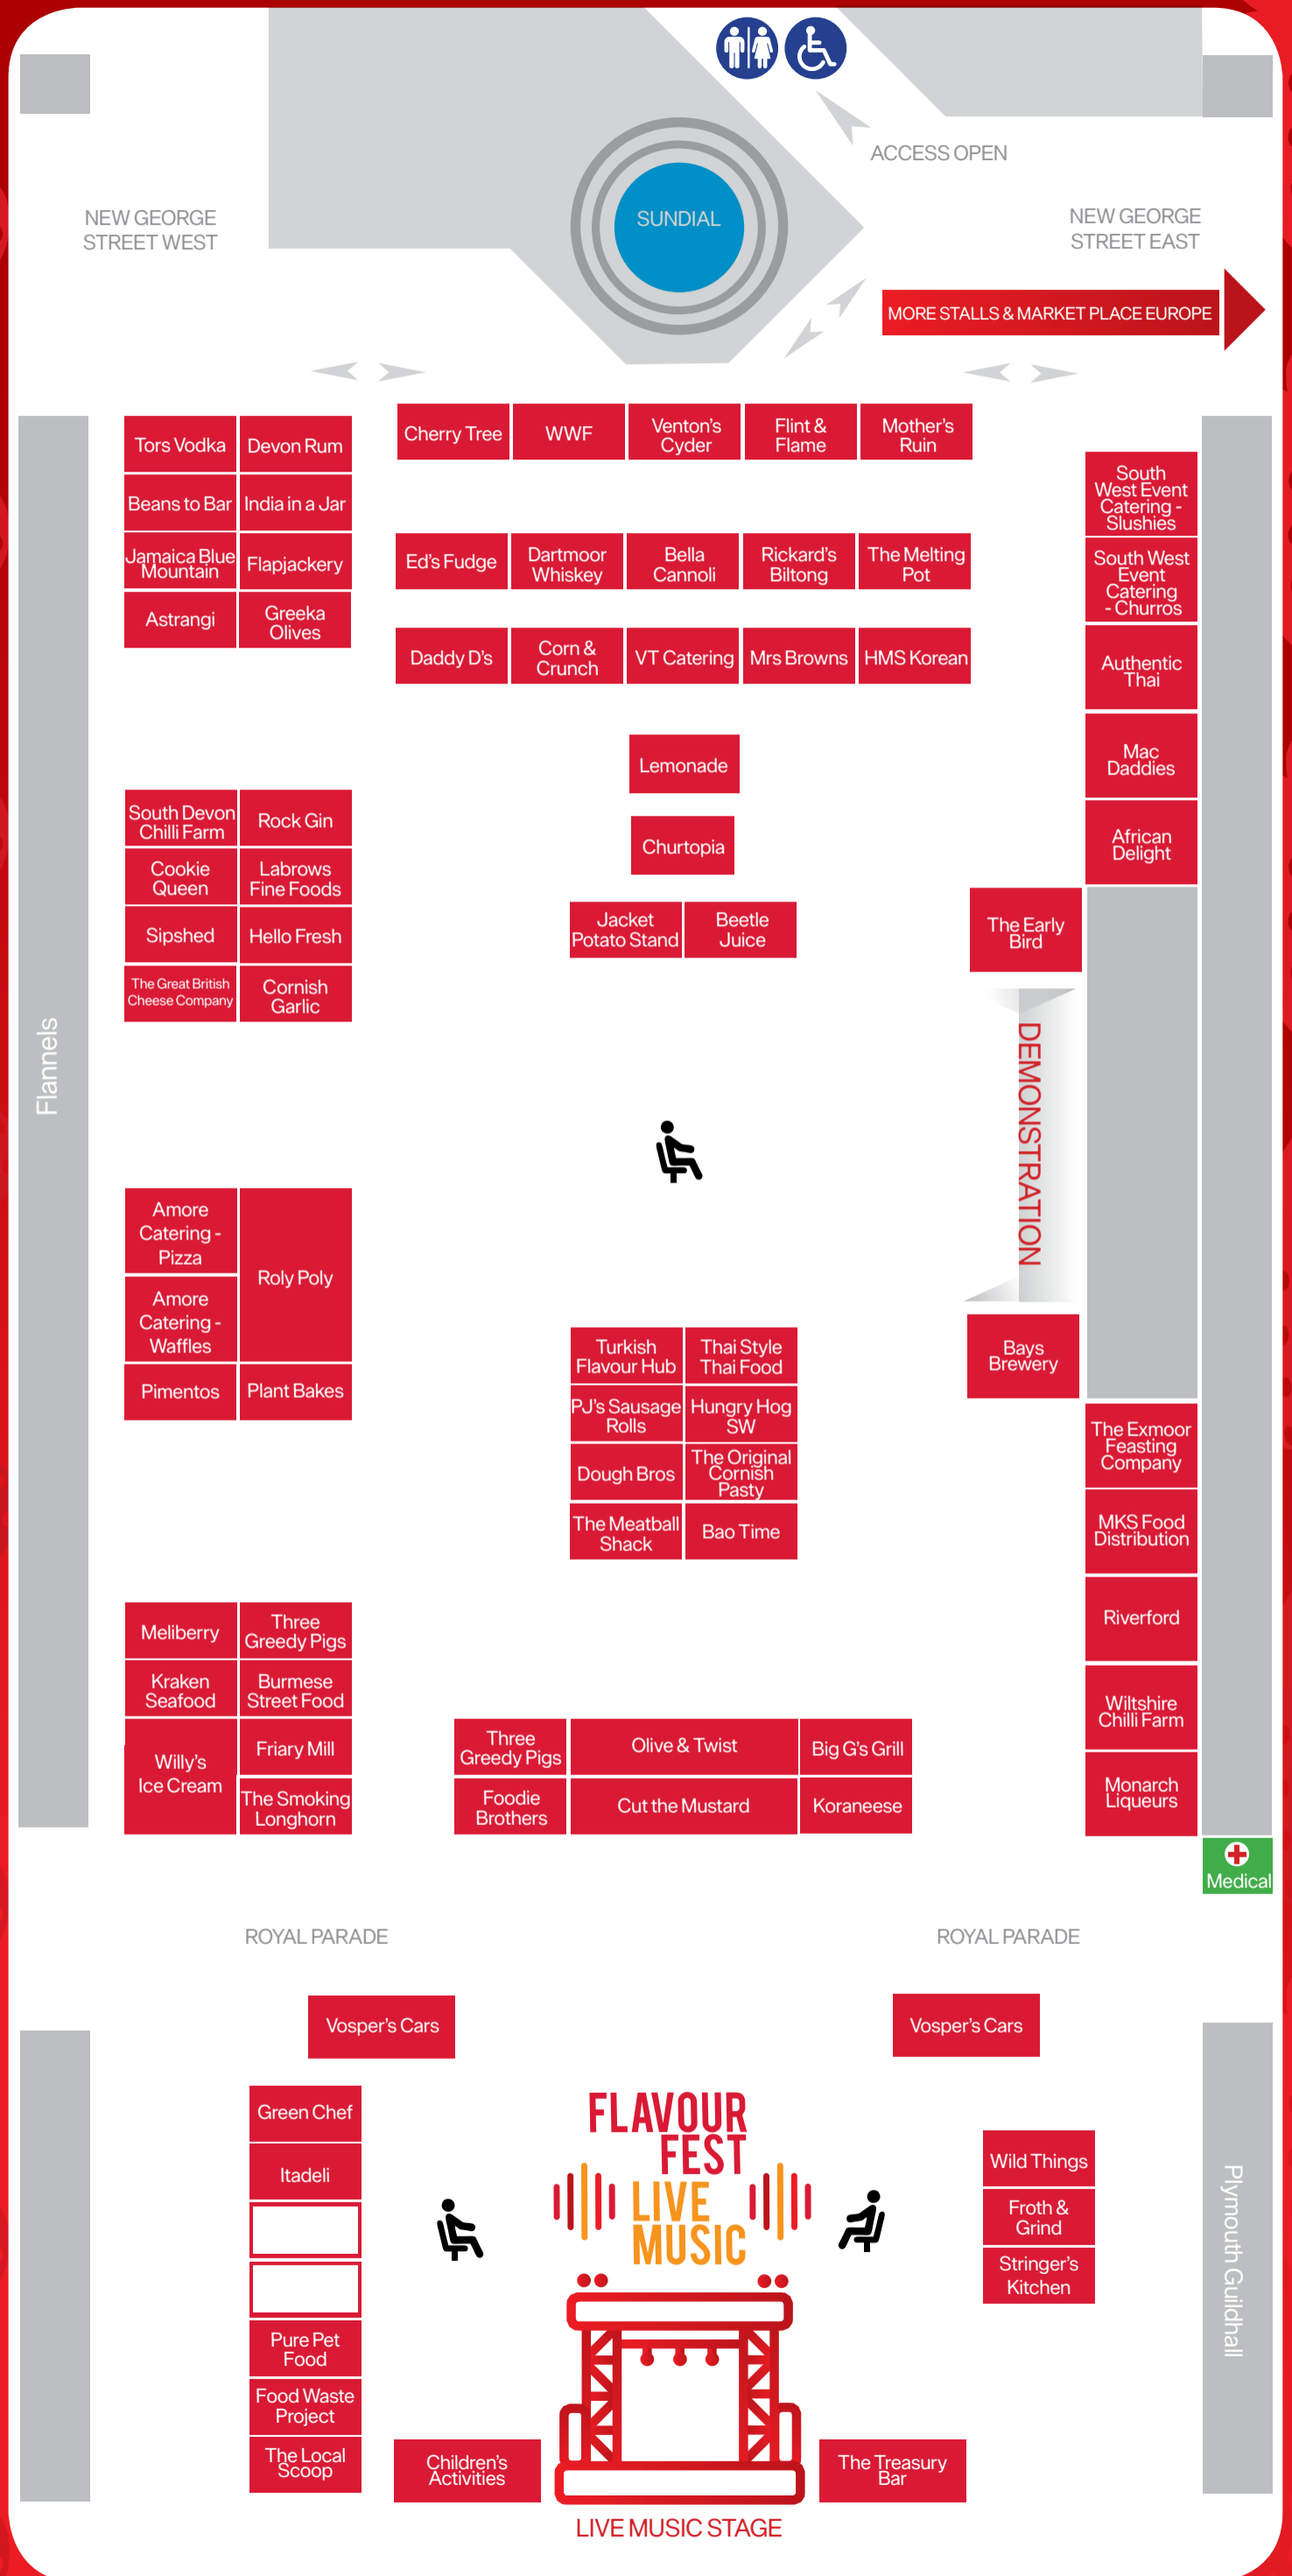 ACCESS OPEN
NEW GEORGE
STREET WEST
SUNDIAL
NEW GEORGE
STREET EAST
MORE STALLS & MARKET PLACE EUROPE
Tors Vodka
Devon Rum
Beans to Bar
India in a Jar
Jamaica Blue
Mountain
Flapjackery
Astrangi
Greeka
Olives
Cherry Tree
WWF
Venton's
Cyder
Flint &
Flame
Mother's
Ruin
Ed's Fudge
Dartmoor
Whiskey
Bella
Cannoli
Rickard's
Biltong
The Melting
Pot
Daddy D's
Corn &
Crunch
VT Catering
Mrs Browns
HMS Korean
South
West Event
Catering -
Slushies
South West
Event
Catering
- Churros
Authentic
Thai
Mac
Daddies
African
Delight
Lemonade
Churtopia
Jacket
Potato Stand
Beetle
Juice
The Early
Bird
South Devon
Chilli Farm
Rock Gin
Cookie
Queen
Labrows
Fine Foods
Sipshed
Hello Fresh
The Great British
Cheese Company
Cornish
Garlic
Flannels
DEMONSTRATION
Amore
Catering -
Pizza
Roly Poly
Amore
Catering -
Waffles
Pimentos
Plant Bakes
Turkish
Flavour Hub
Thai Style
Thai Food
PJ's Sausage
Rolls
Hungry Hog
SW
Dough Bros
The Original
Cornish
Pasty
The Meatball
Shack
Bao Time
Bays
Brewery
The Exmoor
Feasting
Company
MKS Food
Distribution
Riverford
Wiltshire
Chilli Farm
Monarch
Liqueurs
Meliberry
Three
Greedy Pigs
Kraken
Seafood
Burmese
Street Food
Willy's
Ice Cream
Friary Mill
The Smoking
Longhorn
Three
Greedy Pigs
Olive & Twist
Big G's Grill
Foodie
Brothers
Cut the Mustard
Koraneese
Medical
ROYAL PARADE
ROYAL PARADE
Vosper's Cars
Vosper's Cars
Green Chef
Itadeli
Pure Pet
Food
Food Waste
Project
The Local
Scoop
FLAVOUR
FEST
LIVE
MUSIC
Wild Things
Froth &
Grind
Stringer's
Kitchen
Plymouth Guildhall
Children's
Activities
The Treasury
Bar
LIVE MUSIC STAGE